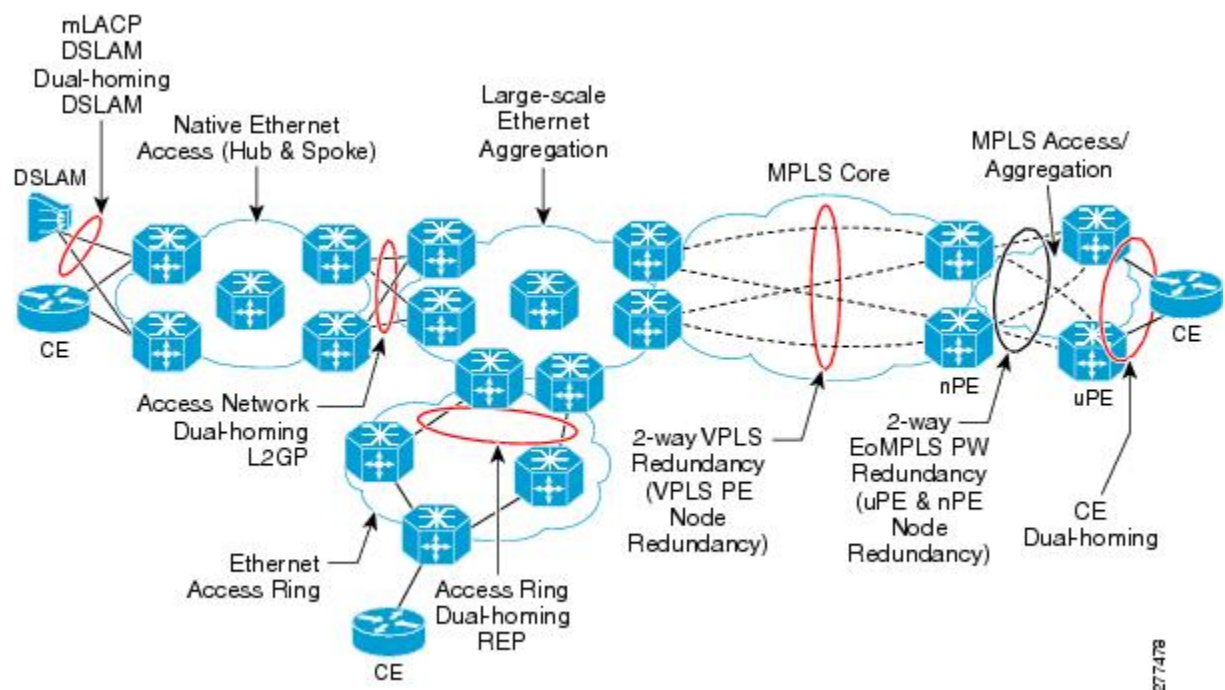 mLACP
DSLAM
Dual-homing
DSLAM
Native Ethernet
Access (Hub & Spoke)
Large-scale
Ethernet
Aggregation
MPLS Core
MPLS Access/
Aggregation
DSLAM
CE
CE
nPE
uPE
Access Network
Dual-homing
L2GP
2-way VPLS
Redundancy
(VPLS PE
Node
Redundancy)
2-way
EoMPLS PW
Redundancy
(uPE & nPE
Node
Redundancy)
CE
Dual-homing
Ethernet
Access Ring
Access Ring
Dual-homing
REP
CE
277478